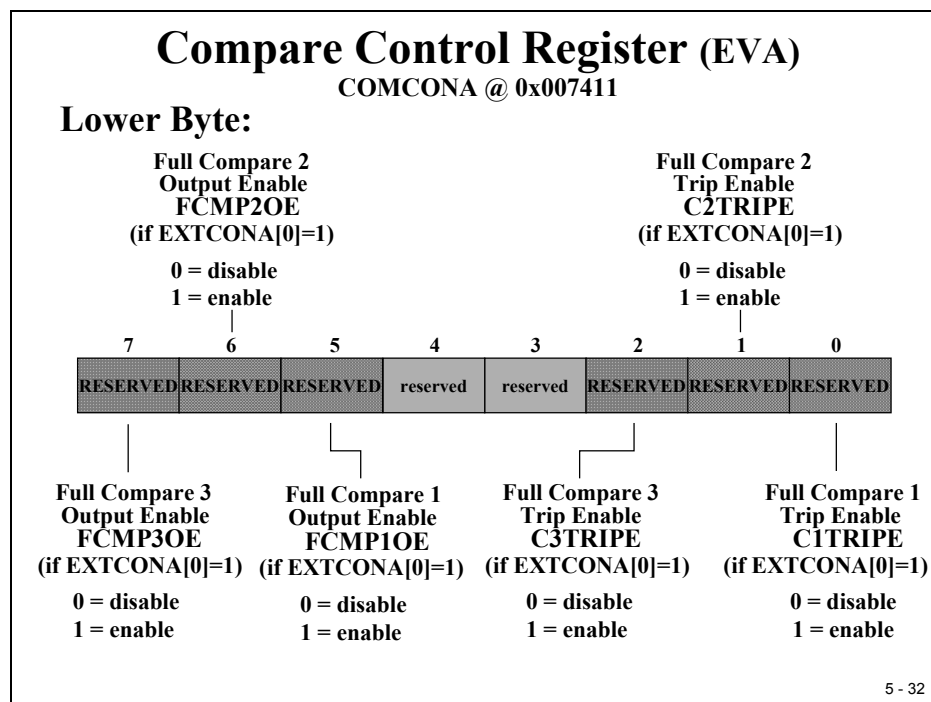 Compare Control Register (EVA)
COMCONA @ 0x007411
Lower Byte:
Full Compare 2
Output Enable
FCMP2OE
(if EXTCONA[0]=1)
0 = disable
1 = enable
Full Compare 2
Trip Enable
C2TRIPE
(if EXTCONA[0]=1)
0 = disable
1 = enable
7 6 5 4 3 2 1 0
RESERVED RESERVED RESERVED reserved reserved RESERVED RESERVED RESERVED
Full Compare 3
Output Enable
FCMP3OE
(if EXTCONA[0]=1)
0 = disable
1 = enable
Full Compare 1
Output Enable
FCMP1OE
(if EXTCONA[0]=1)
0 = disable
1 = enable
Full Compare 3
Trip Enable
C3TRIPE
(if EXTCONA[0]=1)
0 = disable
1 = enable
Full Compare 1
Trip Enable
C1TRIPE
(if EXTCONA[0]=1)
0 = disable
1 = enable
5 - 32